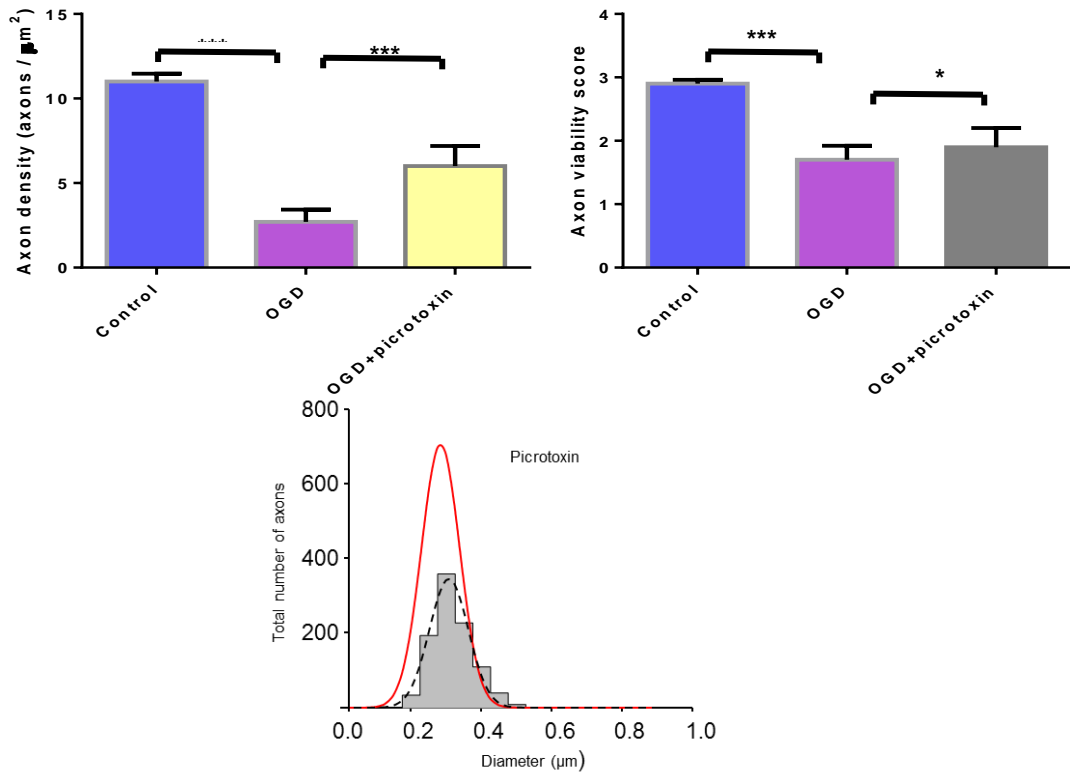 Axon density (axons / μm²)
15
10
5
0
***
***
Control
OGD
OGD+picrotoxin
Axon viability score
4
3
2
1
0
***
*
Control
OGD
OGD+picrotoxin
Total number of axons
800
600
400
200
Picrotoxin
0.0 0.2 0.4 0.6 0.8 1.0
Diameter (μm)